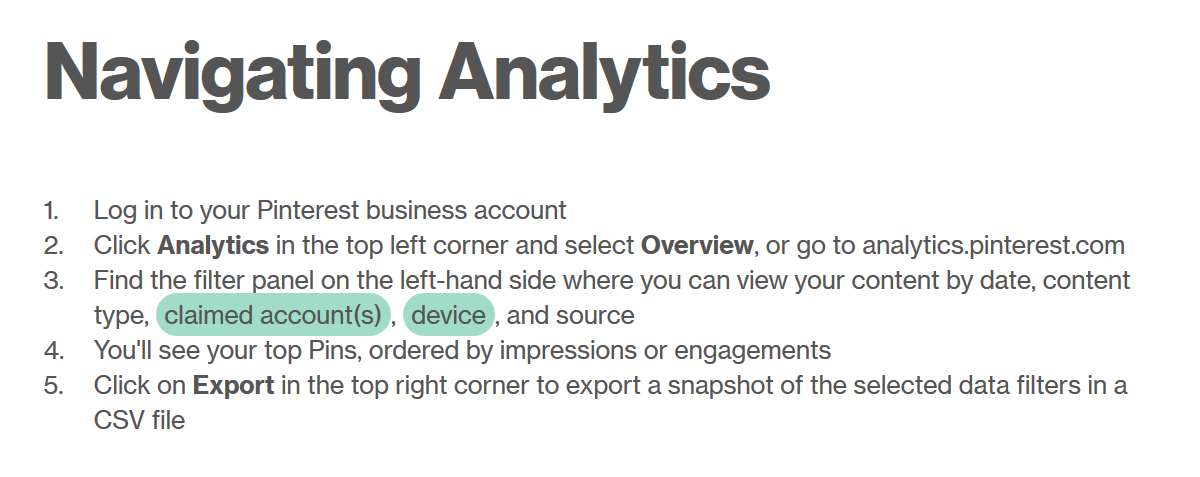 Navigating Analytics
1. Log in to your Pinterest business account
2. Click Analytics in the top left corner and select Overview, or go to analytics.pinterest.com
3. Find the filter panel on the left-hand side where you can view your content by date, content
type, claimed account(s), device, and source
4. You'll see your top Pins, ordered by impressions or engagements
5. Click on Export in the top right corner to export a snapshot of the selected data filters in a
CSV file